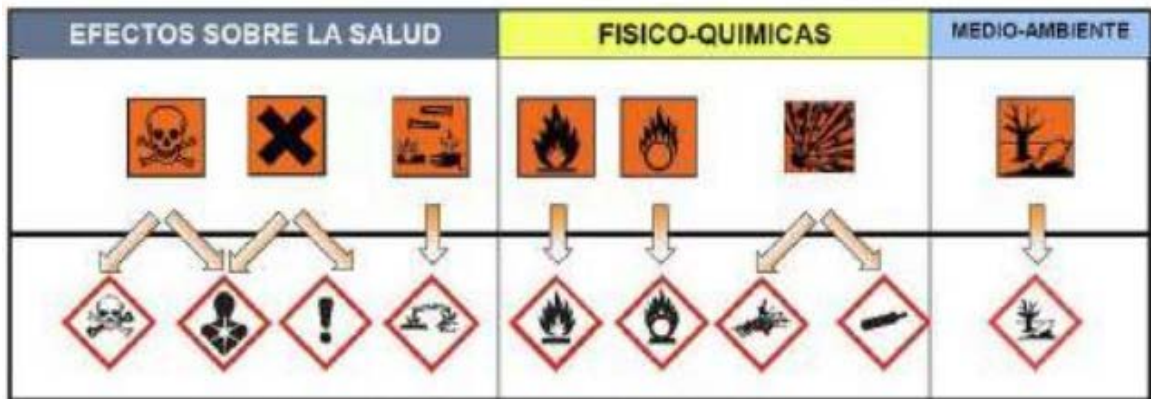 EFECTOS SOBRE LA SALUD
FISICO-QUIMICAS
MEDIO-AMBIENTE